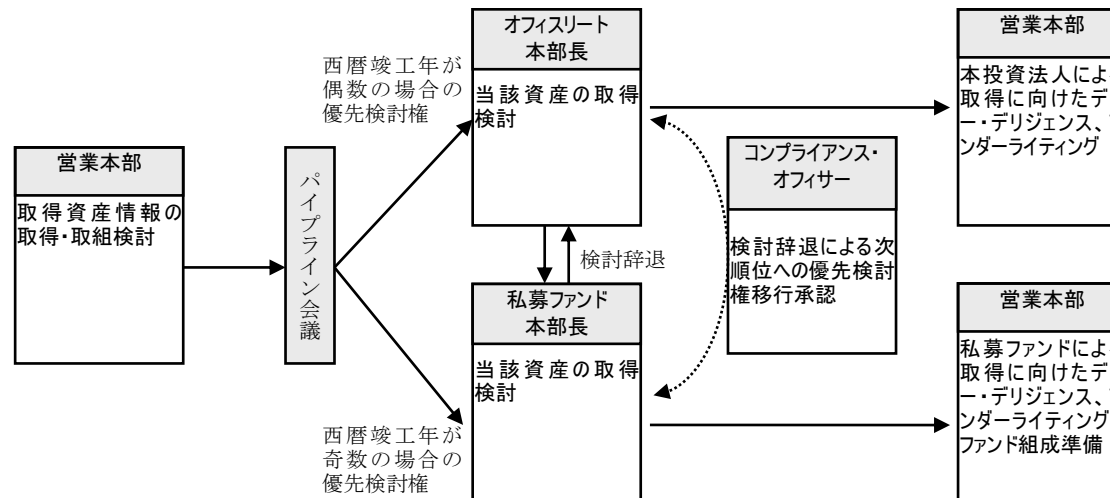 営業本部
取得資産情報の
取得・取組検討
パイプライン会議
西暦竣工年が
偶数の場合の
優先検討権
オフィスリート
本部長
当該資産の取得
検討
検討辞退
私募ファンド
本部長
当該資産の取得
検討
西暦竣工年が
奇数の場合の
優先検討権
コンプライアンス・
オフィサー
検討辞退による次
順位への優先検討
権移行承認
営業本部
本投資法人によ
取得に向けたデ
ー・デリジェンス、
ンダーライティング
営業本部
私募ファンドによ
取得に向けたデ
ー・デリジェンス、
ンダーライティング
ファンド組成準備